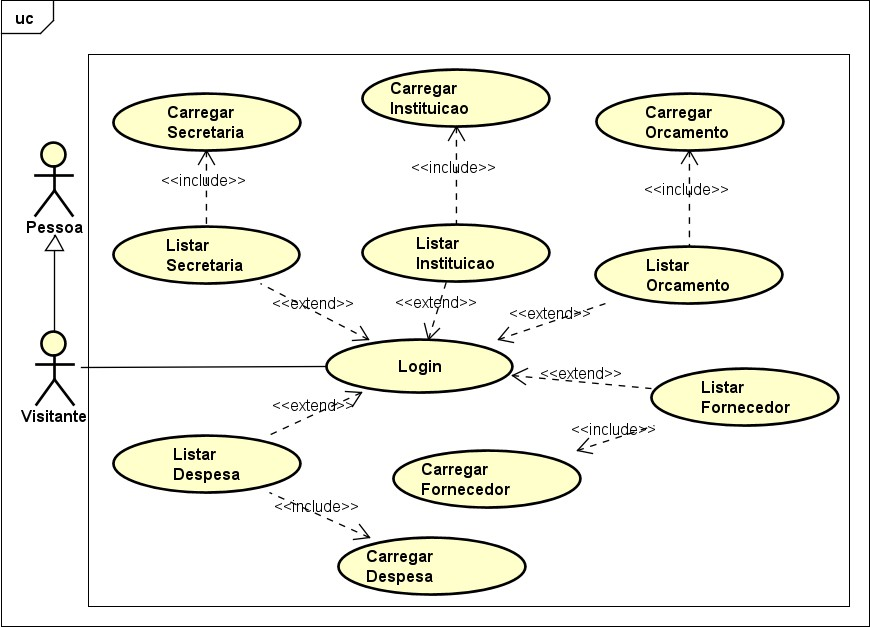 uc
Carregar
Secretaria
Carregar
Instituicao
Carregar
Orcamento
<<include>>
<<include>>
<<include>>
Pessoa
Listar
Secretaria
Listar
Instituicao
Listar
Orcamento
<<extend>>
<<extend>>
<<extend>>
Login
<<extend>>
Visitante
Listar
Fornecedor
<<extend>>
<<include>>
Listar
Despesa
Carregar
Fornecedor
<<include>>
Carregar
Despesa